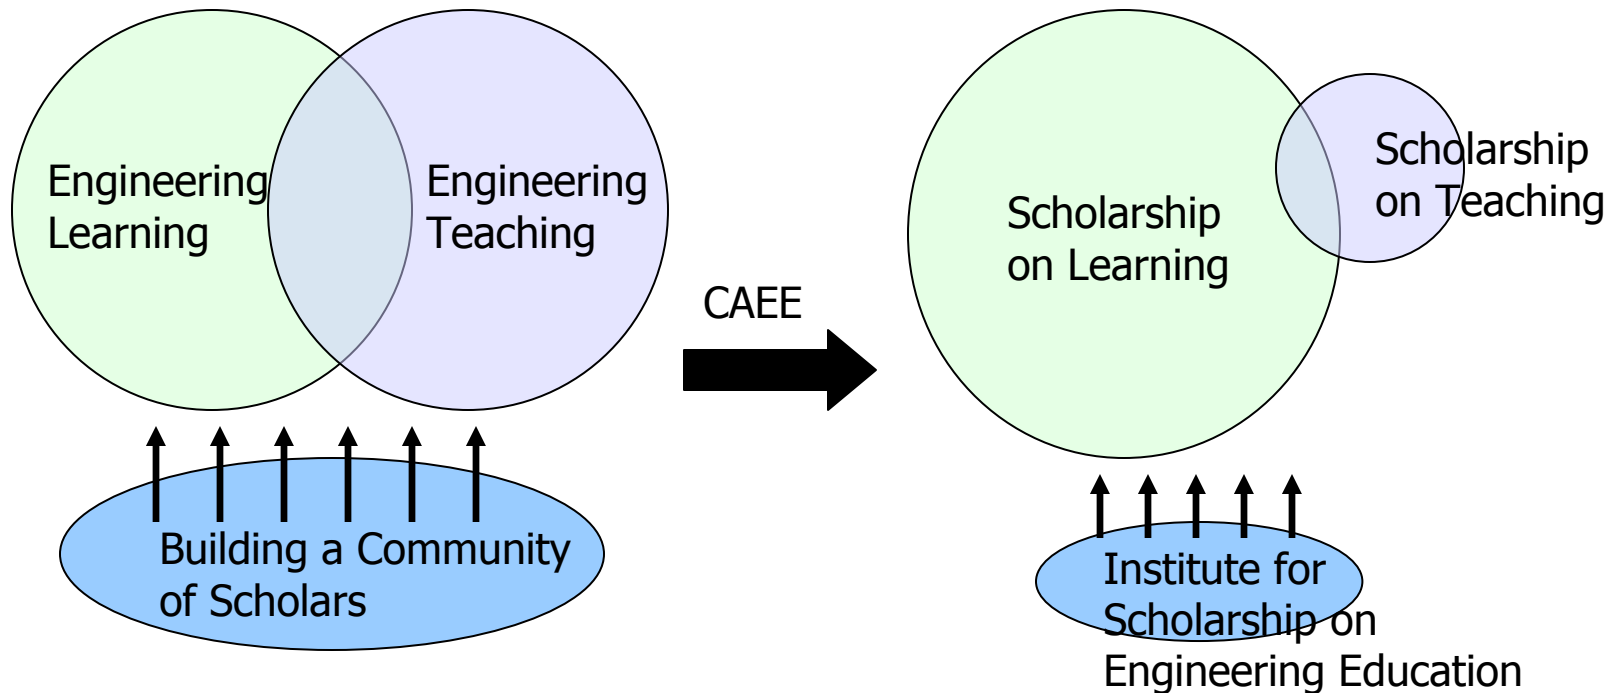 Engineering
Learning
Engineering
Teaching
Building a Community
of Scholars
CAEE
Scholarship
on Learning
Scholarship
on Teaching
Institute for
Scholarship on
Engineering Education